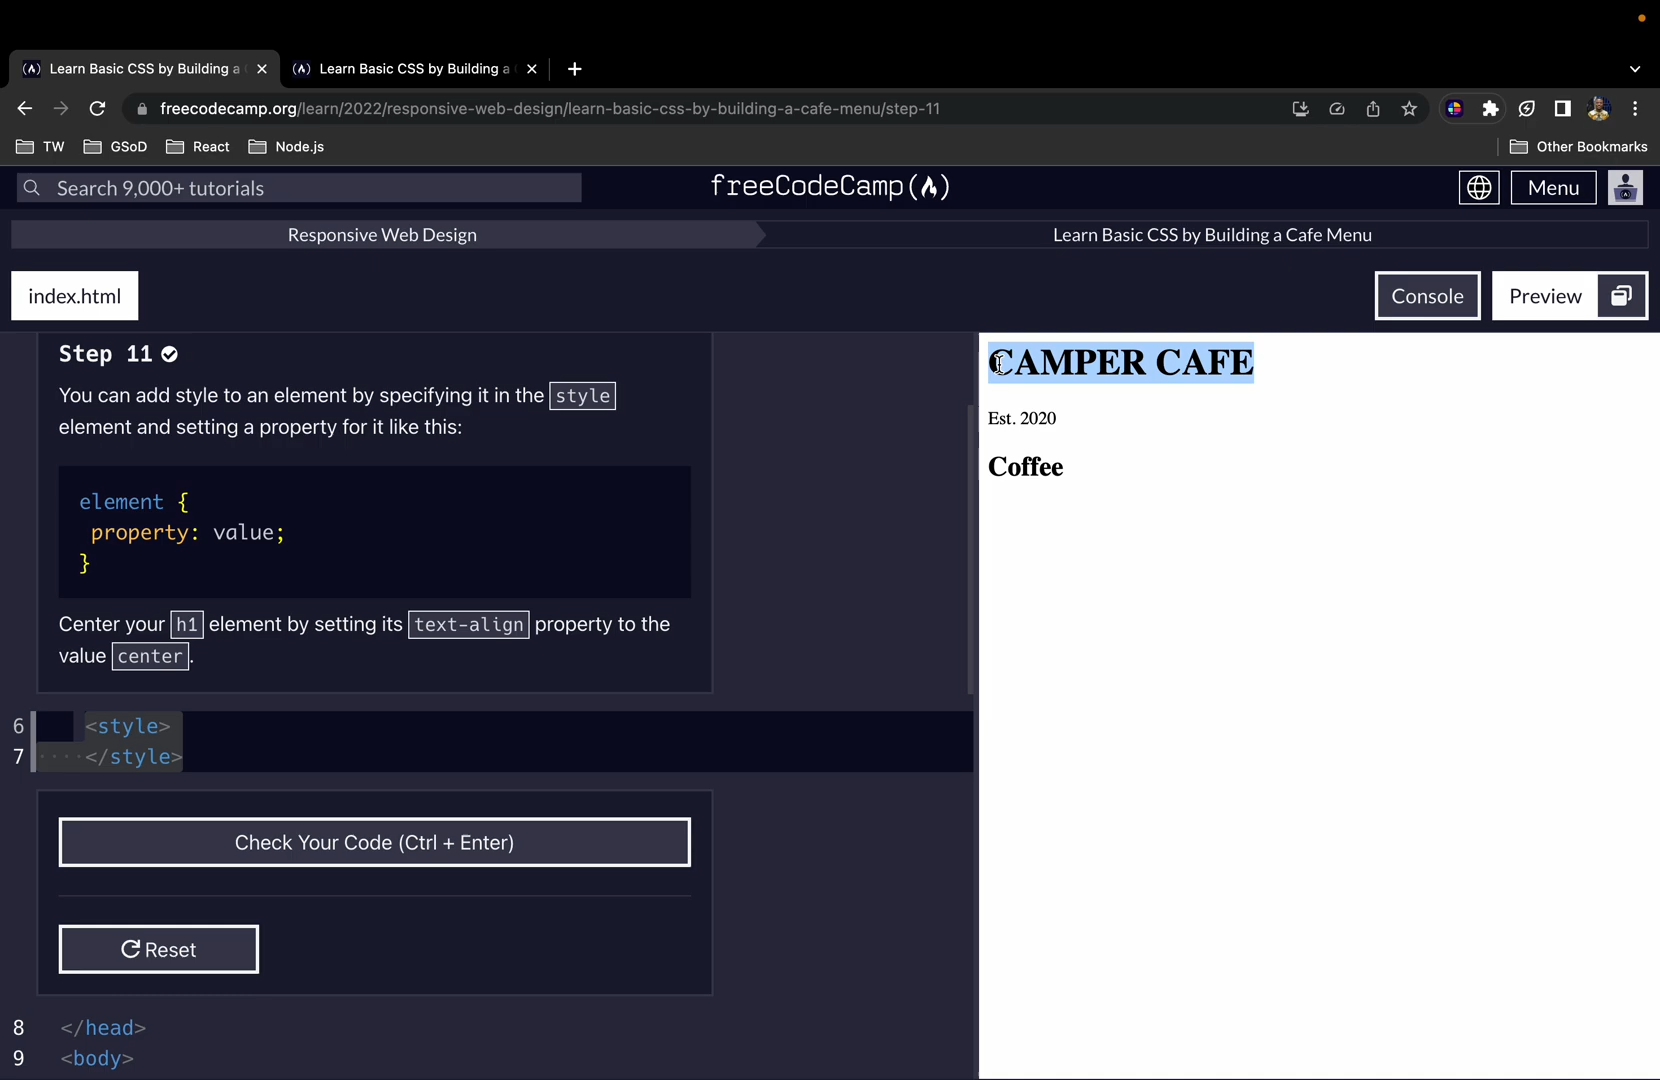 Learn Basic CSS by Building a
Learn Basic CSS by Building a
freecodecamp.org/learn/2022/responsive-web-design/learn-basic-css-by-building-a-cafe-menu/step-11
TW GSoD React Node.js Other Bookmarks
Search 9,000+ tutorials
freeCodeCamp
Menu
Responsive Web Design
Learn Basic CSS by Building a Cafe Menu
index.html
Console
Preview
Step 11
You can add style to an element by specifying it in the style
element and setting a property for it like this:
element {
property: value;
}
Center your h1 element by setting its text-align property to the
value center.
6 <style>
7 </style>
Check Your Code (Ctrl + Enter)
Reset
8 </head>
9 <body>
CAMPER CAFE
Est. 2020
Coffee